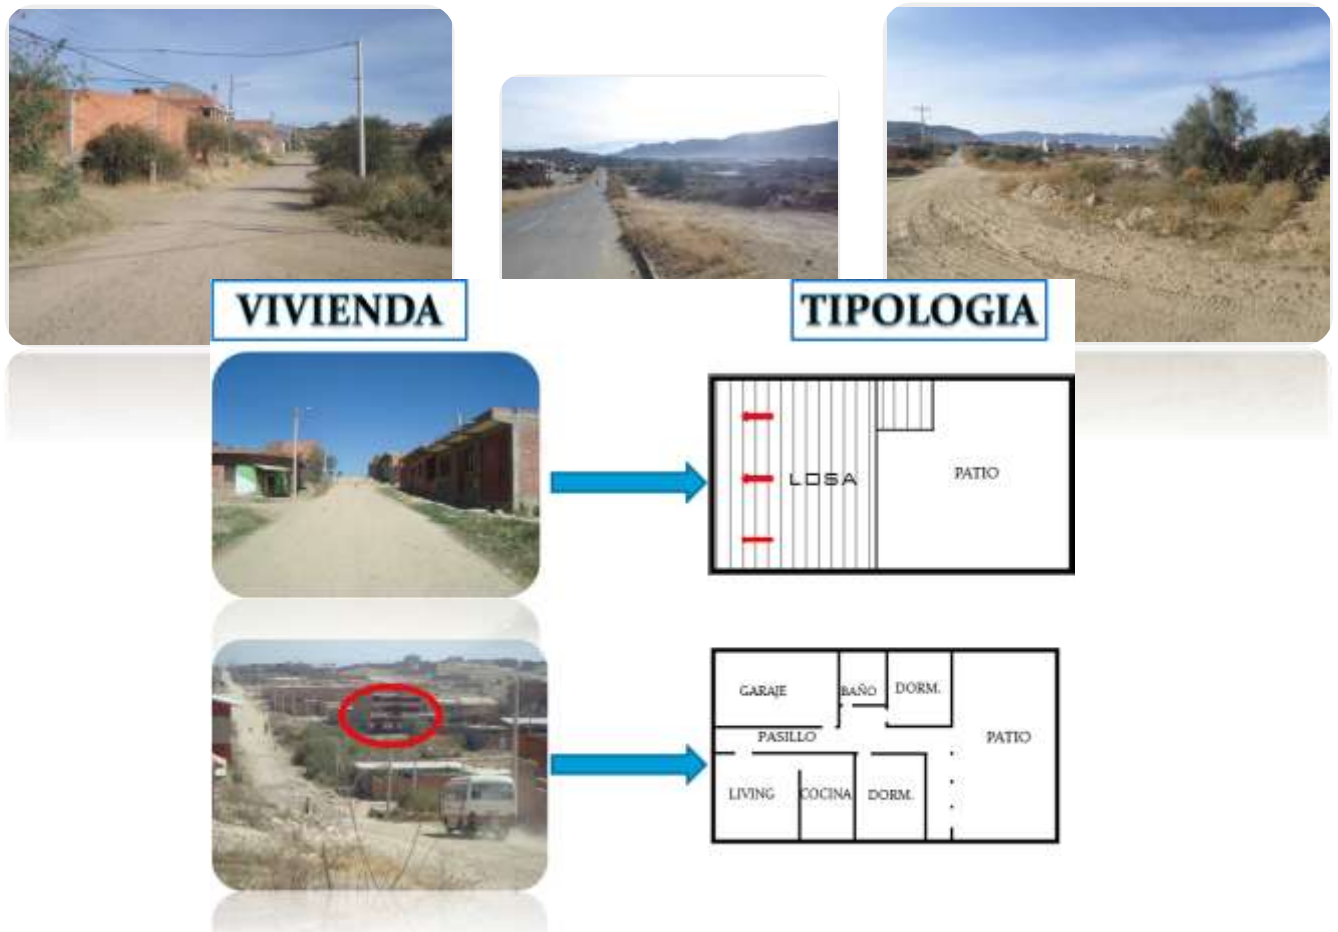 VIVIENDA
TIPOLOGIA
LOSA
PATIO
GARAJE
BAÑO
DORM.
PASILLO
PATIO
LIVING
COCINA
DORM.